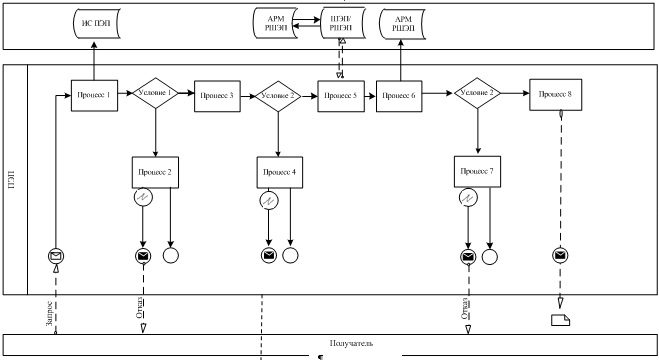 ИС ПЭП
АРМ
РШЭП
ШЭП/
РШЭП
АРМ
РШЭП
ЦСП
Процесс 1
Условие 1
Процесс 3
Условие 2
Процесс 5
Процесс 6
Условие 2
Процесс 8
Процесс 2
Процесс 4
Процесс 7
Запрос
Отказ
Отказ
Получатель
¶